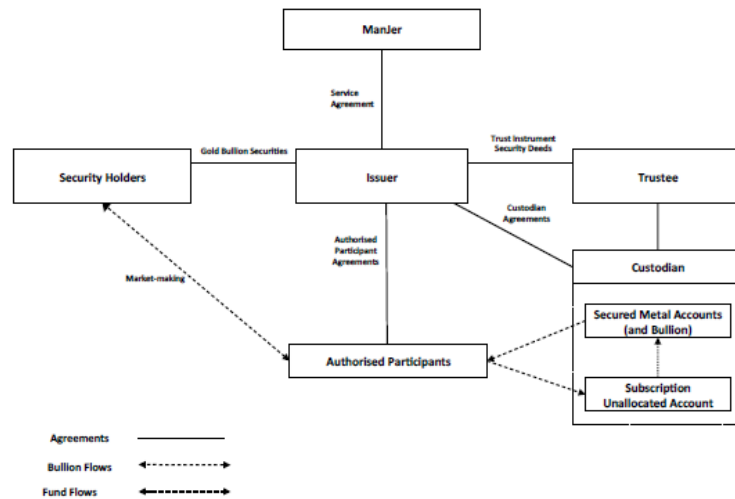 ManJer
Service
Agreement
Gold Bullion Securities
Trust Instrument
Security Deeds
Security Holders
Issuer
Trustee
Custodian
Agreements
Authorised
Participant
Agreements
Custodian
Market-making
Secured Metal Accounts
(and Bullion)
Authorised Participants
Subscription
Unallocated Account
Agreements
Bullion Flows
Fund Flows